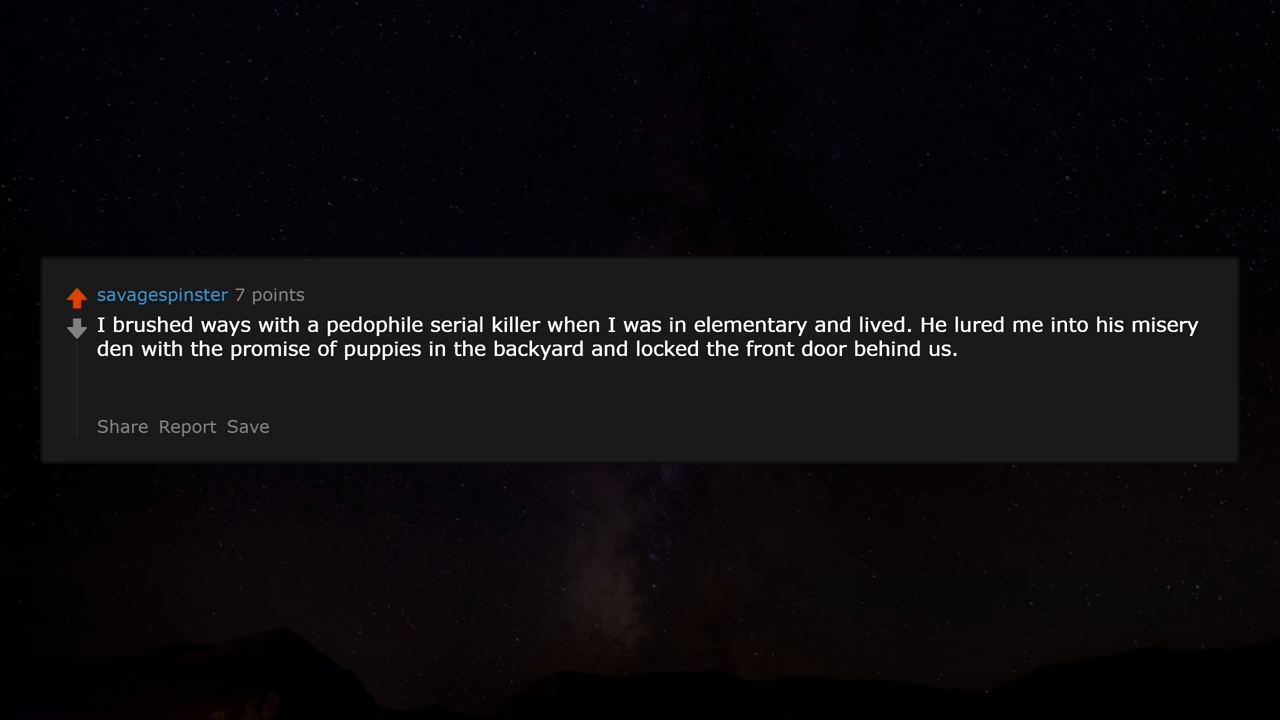 savagespinster 7 points
I brushed ways with a pedophile serial killer when I was in elementary and lived. He lured me into his misery
den with the promise of puppies in the backyard and locked the front door behind us.
Share Report Save